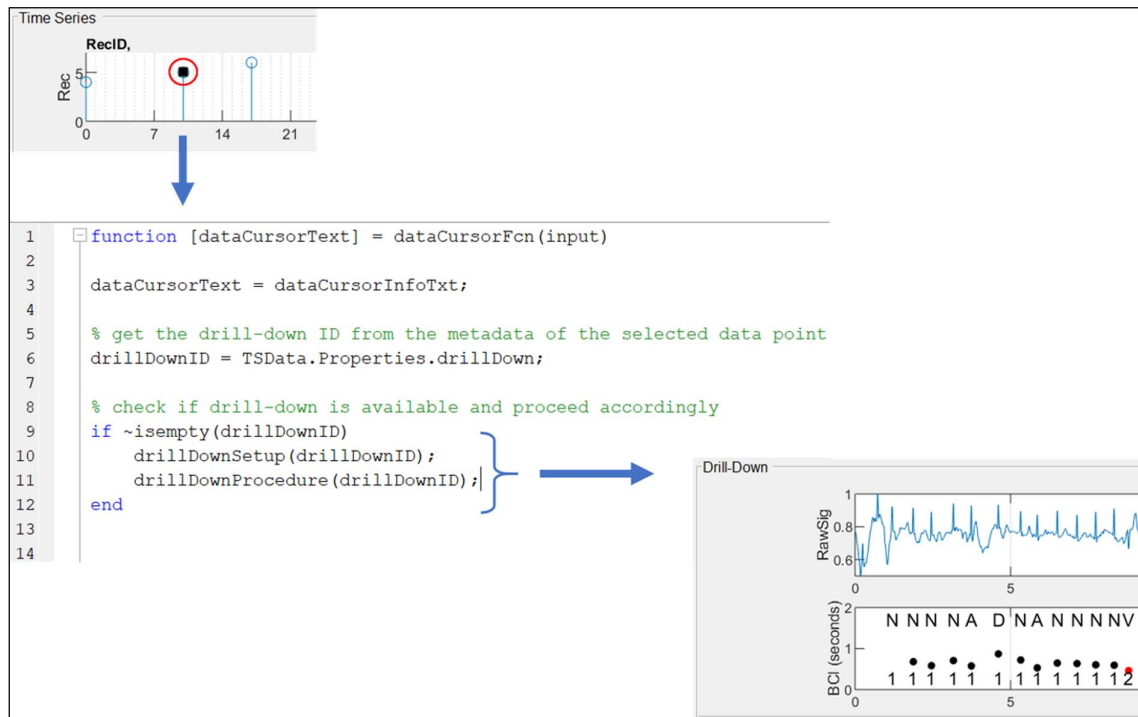 Time Series
RecID,
Rec
5
0
0 7 14 21
1 function [dataCursorText] = dataCursorFcn(input)
2
3 dataCursorText = dataCursorInfoTxt;
4
5 % get the drill-down ID from the metadata of the selected data point
6 drillDownID = TSData.Properties.drillDown;
7
8 % check if drill-down is available and proceed accordingly
9 if ~isempty(drillDownID)
10 drillDownSetup(drillDownID);
11 drillDownProcedure(drillDownID);
12 end
13
14
Drill-Down
RawSig
1
0.8
0.6
0 5
BCI (seconds)
2
1
0
N N N N A D N A N N N N V
1 1 1 1 1 1 1 1 1 1 1 1 2
0 5